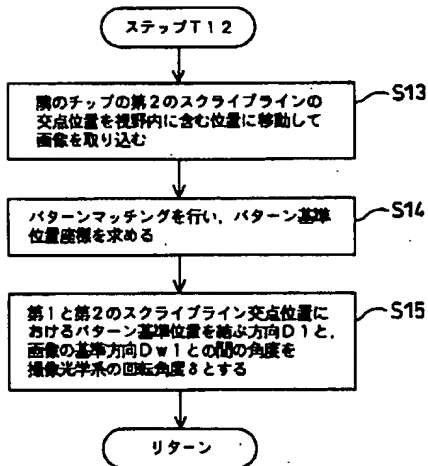 ステップT12
S13
隣のチップの第2のスクライブラインの
交点位置を視野内に含む位置に移動して
画像を取り込む
S14
パターンマッチングを行い,パターン基準
位置座標を求める
S15
第1と第2のスクライブライン交点位置に
おけるパターン基準位置を結ぶ方向D1と,
画像の基準方向Dw1との間の角度を
撮像光学系の回転角度δとする
リターン